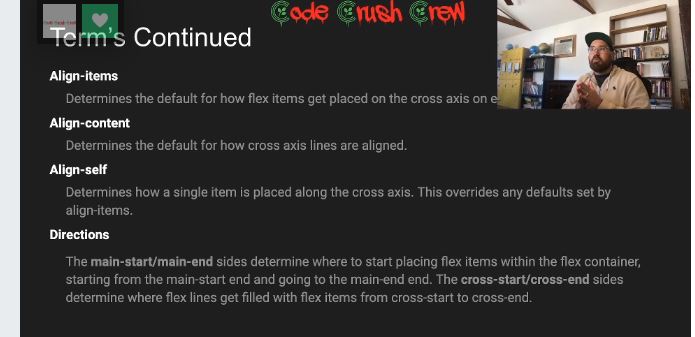 Code Crush Crew
Term's Continued
Align-items
Determines the default for how flex items get placed on the cross axis on e
Align-content
Determines the default for how cross axis lines are aligned.
Align-self
Determines how a single item is placed along the cross axis. This overrides any defaults set by
align-items.
Directions
The main-start/main-end sides determine where to start placing flex items within the flex container,
starting from the main-start end and going to the main-end end. The cross-start/cross-end sides
determine where flex lines get filled with flex items from cross-start to cross-end.